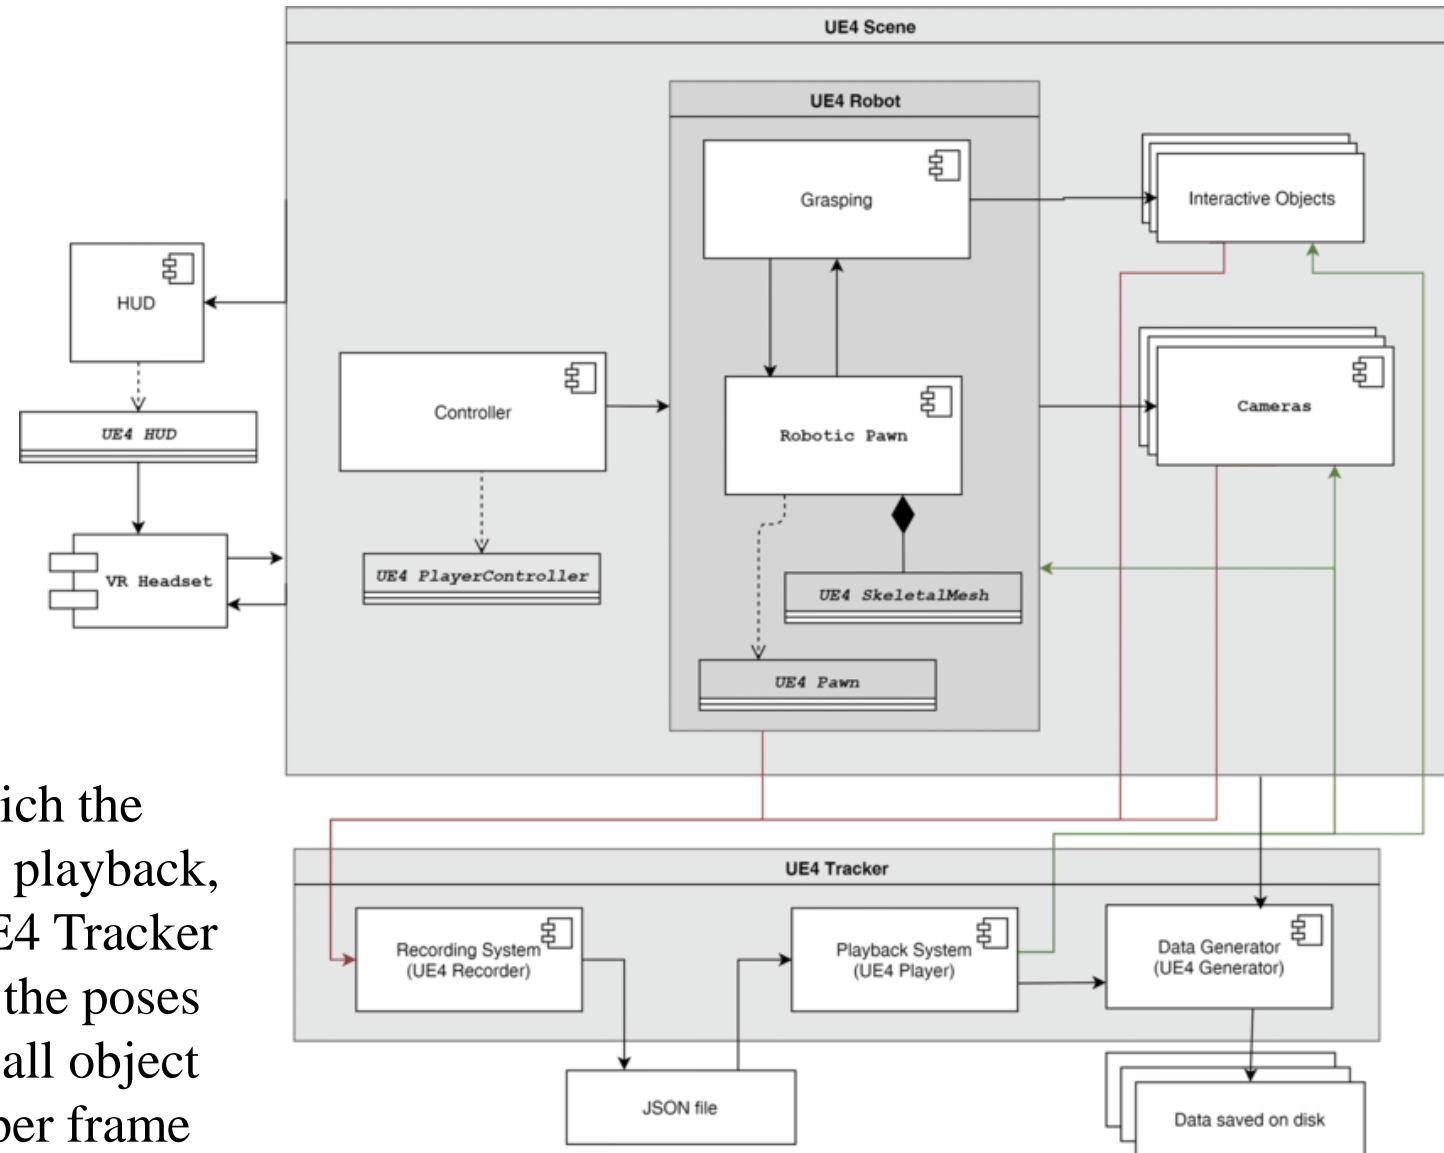 UE4 Scene
UE4 Robot
Grasping
Interactive Objects
HUD
UE4 HUD
Controller
Robotic Pawn
Cameras
VR Headset
UE4 PlayerController
UE4 SkeletalMesh
UE4 Pawn
ich the
playback,
E4 Tracker
the poses
all object
per frame
UE4 Tracker
Recording System
(UE4 Recorder)
Playback System
(UE4 Player)
Data Generator
(UE4 Generator)
JSON file
Data saved on disk